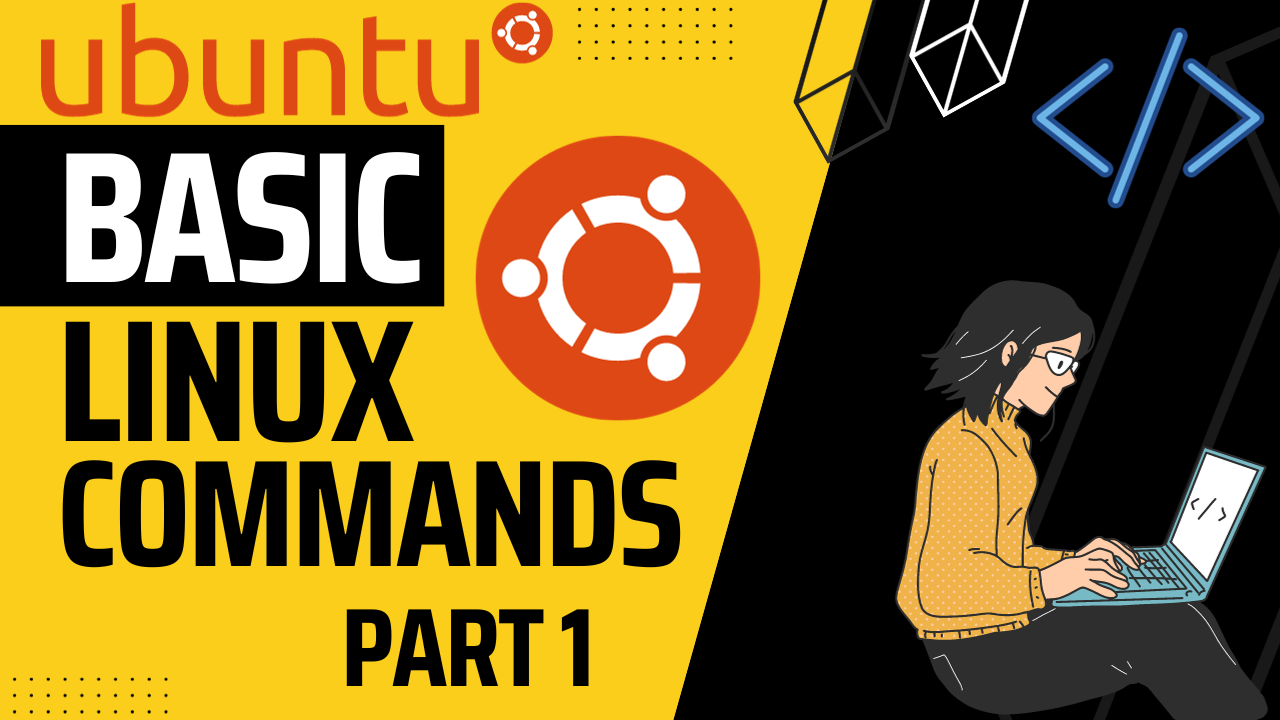 ubuntu
BASIC
LINUX
COMMANDS
PART 1
</>
</>